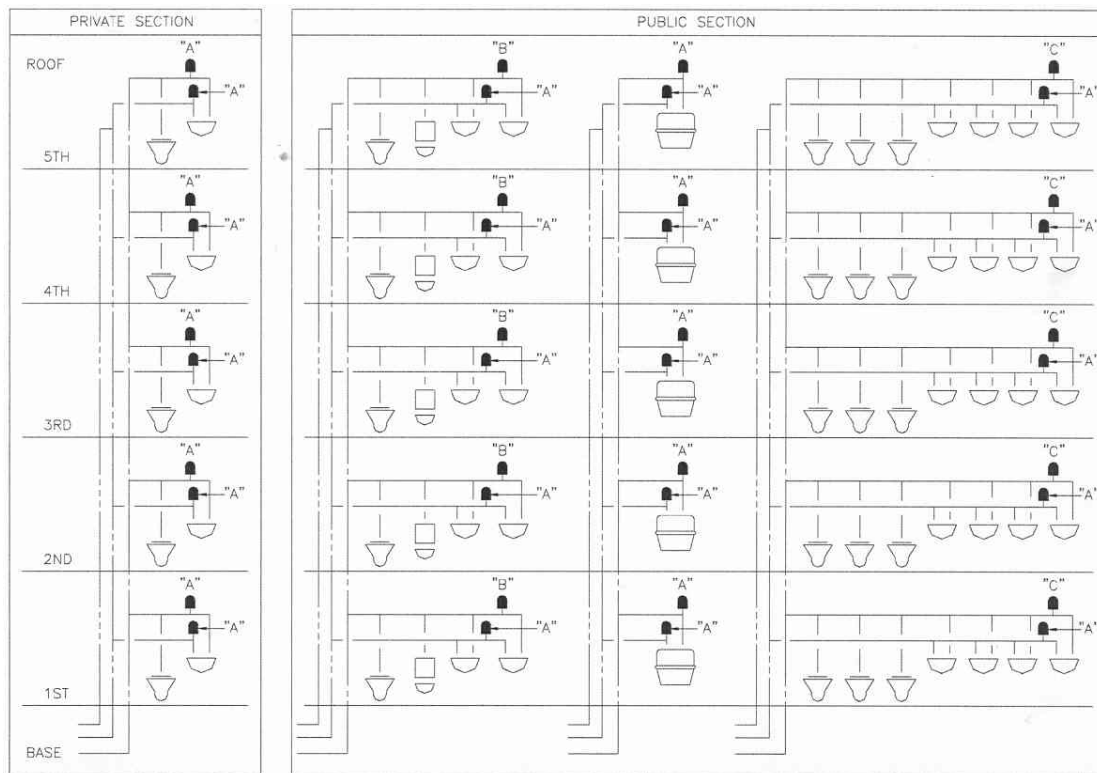 PRIVATE SECTION
PUBLIC SECTION
ROOF "A" "B" "A" "C"
"A" "A" "A" "A"
5TH
"A" "B" "A" "C"
"A" "A" "A" "A"
4TH
"A" "B" "A" "C"
"A" "A" "A" "A"
3RD
"A" "B" "A" "C"
"A" "A" "A" "A"
2ND
"A" "B" "A" "C"
"A" "A" "A" "A"
1ST
BASE